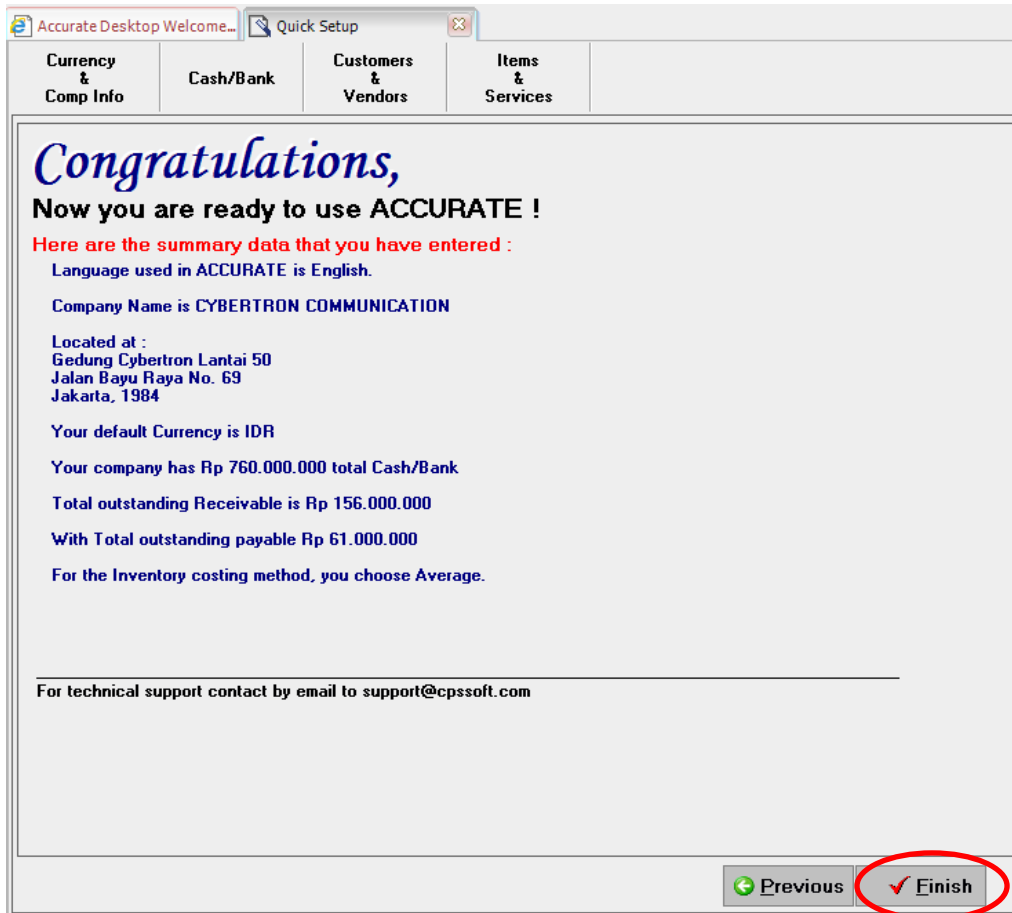 Accurate Desktop Welcome... Quick Setup
Currency & Comp Info
Cash/Bank
Customers & Vendors
Items & Services
Congratulations,
Now you are ready to use ACCURATE !
Here are the summary data that you have entered :
Language used in ACCURATE is English.
Company Name is CYBERTRON COMMUNICATION
Located at :
Gedung Cybertron Lantai 50
Jalan Bayu Raya No. 69
Jakarta, 1984
Your default Currency is IDR
Your company has Rp 760.000.000 total Cash/Bank
Total outstanding Receivable is Rp 156.000.000
With Total outstanding payable Rp 61.000.000
For the Inventory costing method, you choose Average.
For technical support contact by email to support@cpssoft.com
Previous Finish